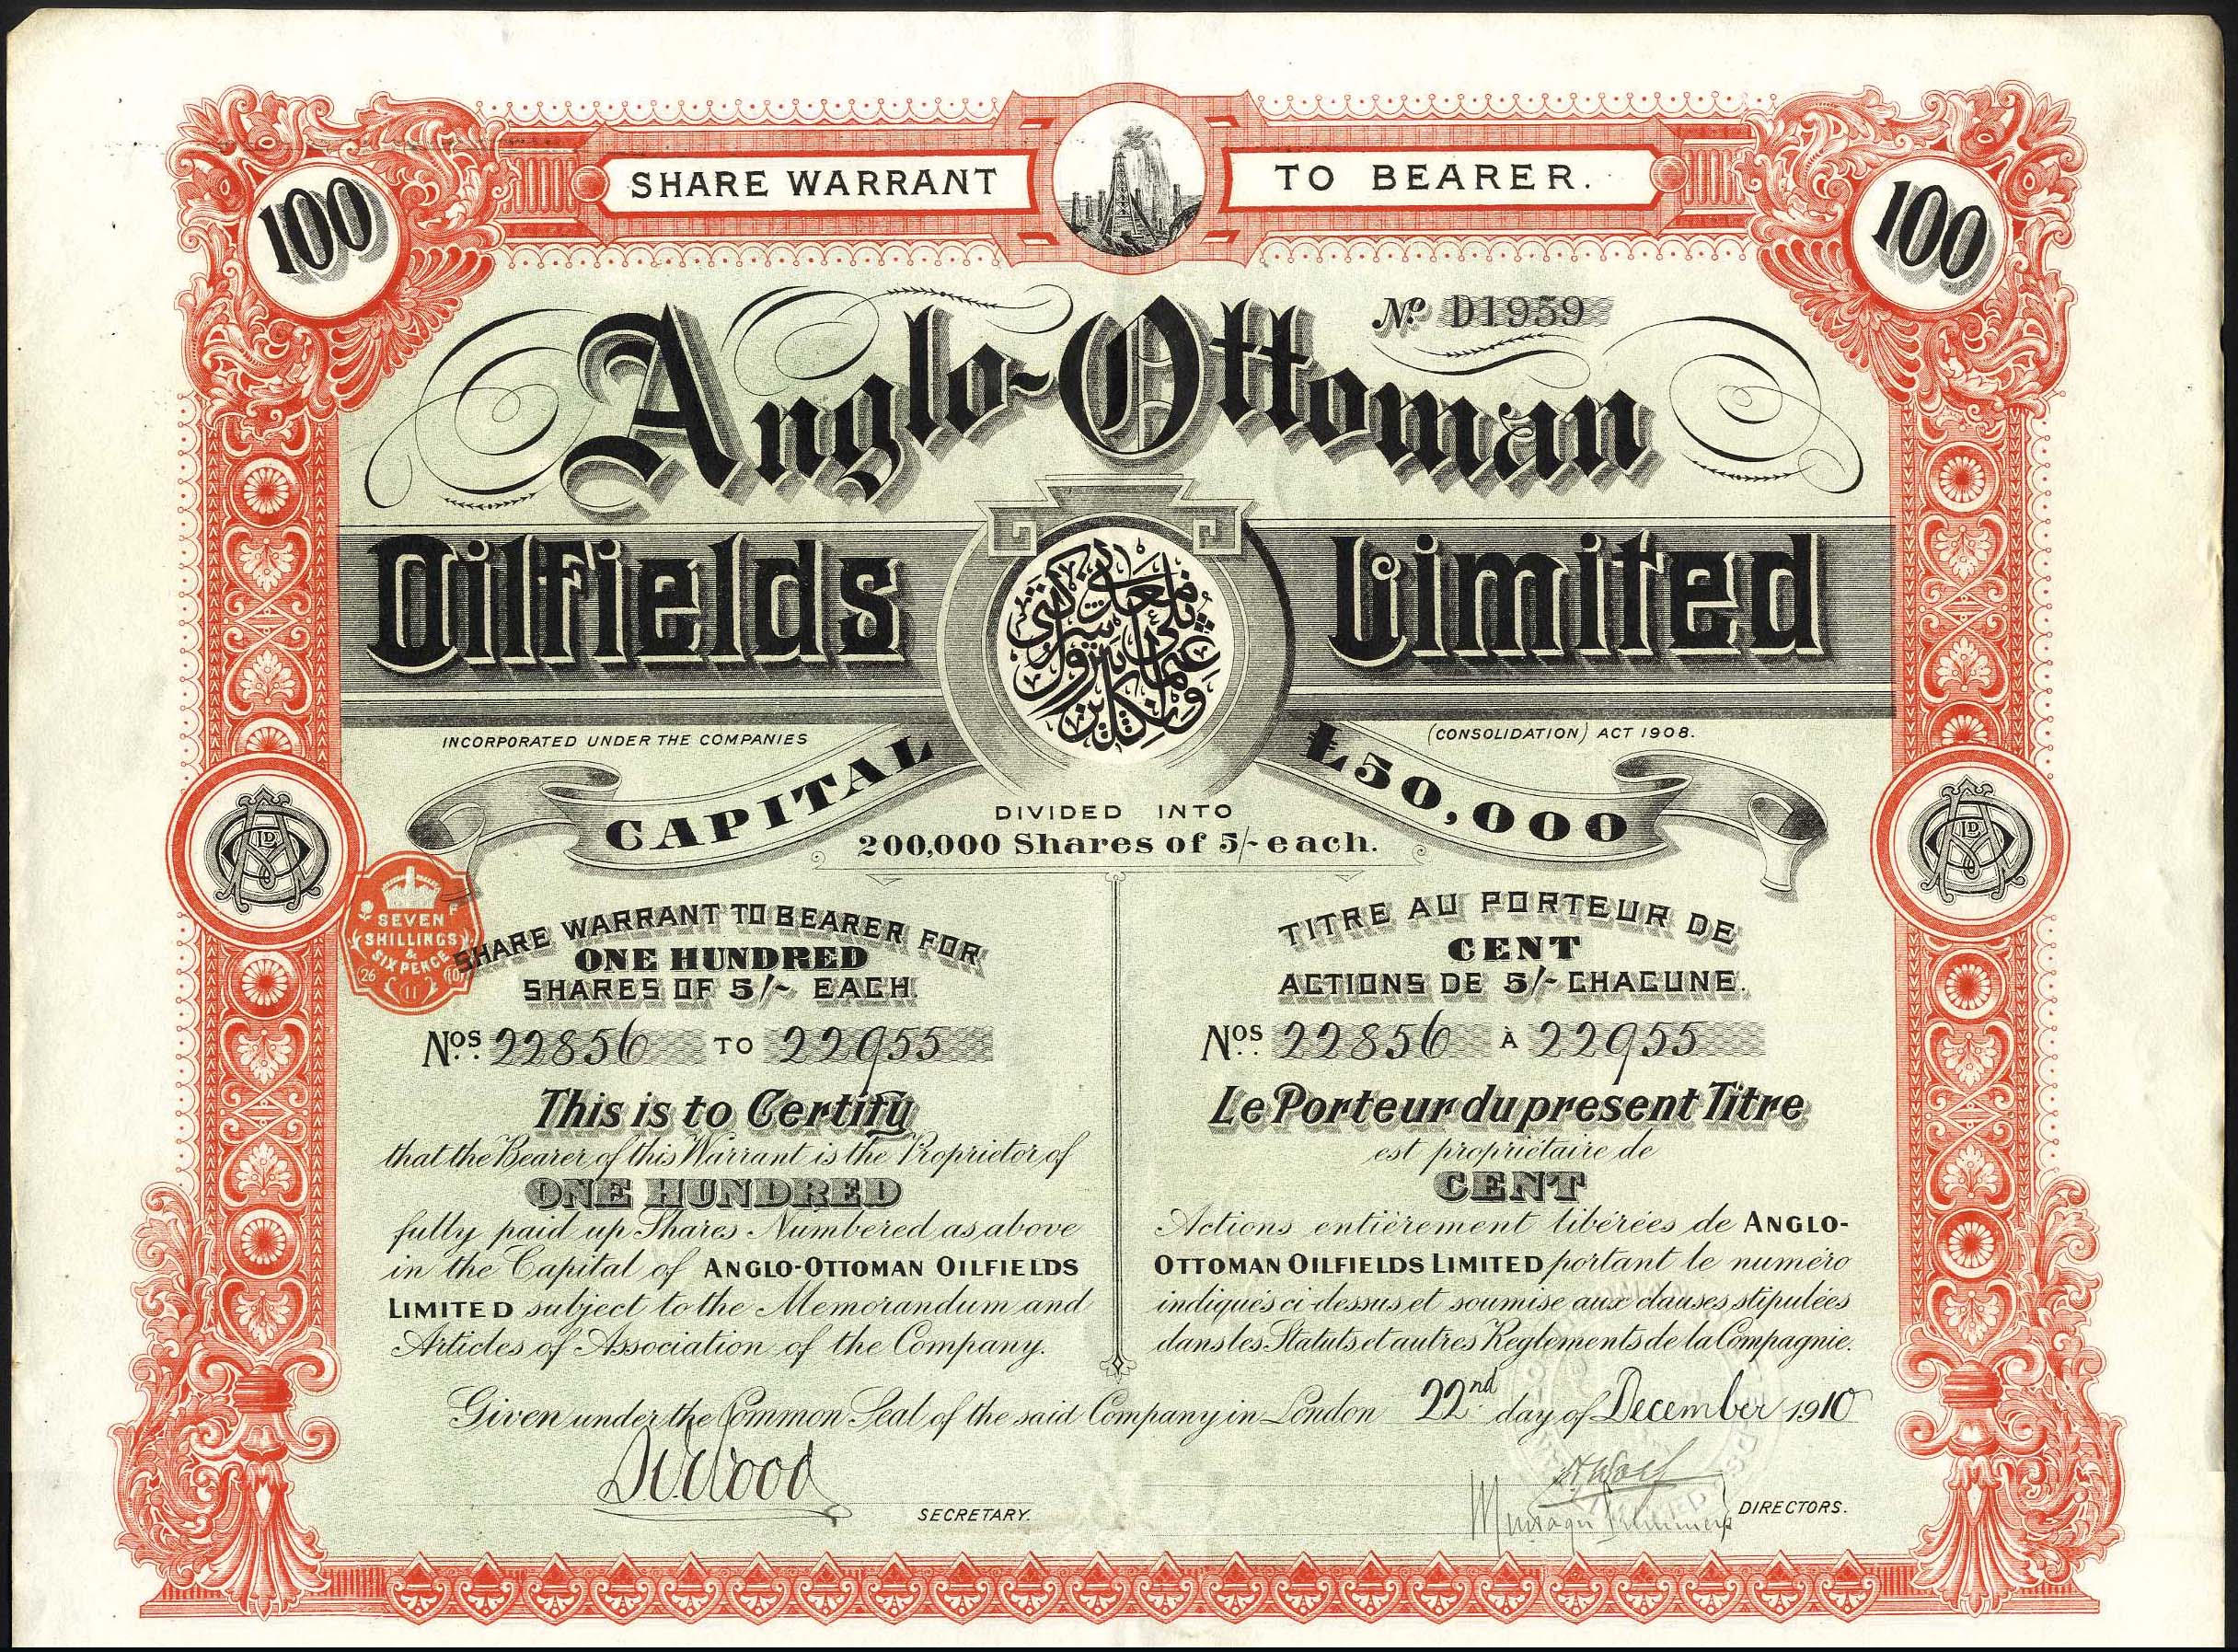 SHARE WARRANT TO BEARER.
100
100
Nº D1959
Anglo-Ottoman
Oilfields Limited
INCORPORATED UNDER THE COMPANIES (CONSOLIDATION) ACT 1908.
CAPITAL £50,000
DIVIDED INTO
200,000 Shares of 5/- each.
SEVEN
SHILLINGS
&
SIX PENCE
26 10
11
SHARE WARRANT TO BEARER FOR
ONE HUNDRED
SHARES OF 5/- EACH.
Nos. 22856 TO 22955
This is to Certify
that the Bearer of this Warrant is the Proprietor of
ONE HUNDRED
fully paid up Shares Numbered as above
in the Capital of ANGLO-OTTOMAN OILFIELDS
LIMITED subject to the Memorandum and
Articles of Association of the Company.
TITRE AU PORTEUR DE
CENT
ACTIONS DE 5/- CHACUNE.
Nos. 22856 À 22955
Le Porteur du present Titre
est propriétaire de
CENT
Actions entièrement libérées de ANGLO-
OTTOMAN OILFIELDS LIMITED portant le numéro
indiqués ci-dessus et soumise aux clauses stipulées
dans les Statuts et autres Reglements de la Compagnie.
Given under the Common Seal of the said Company in London 22nd day of December 1910
SECRETARY.
DIRECTORS.